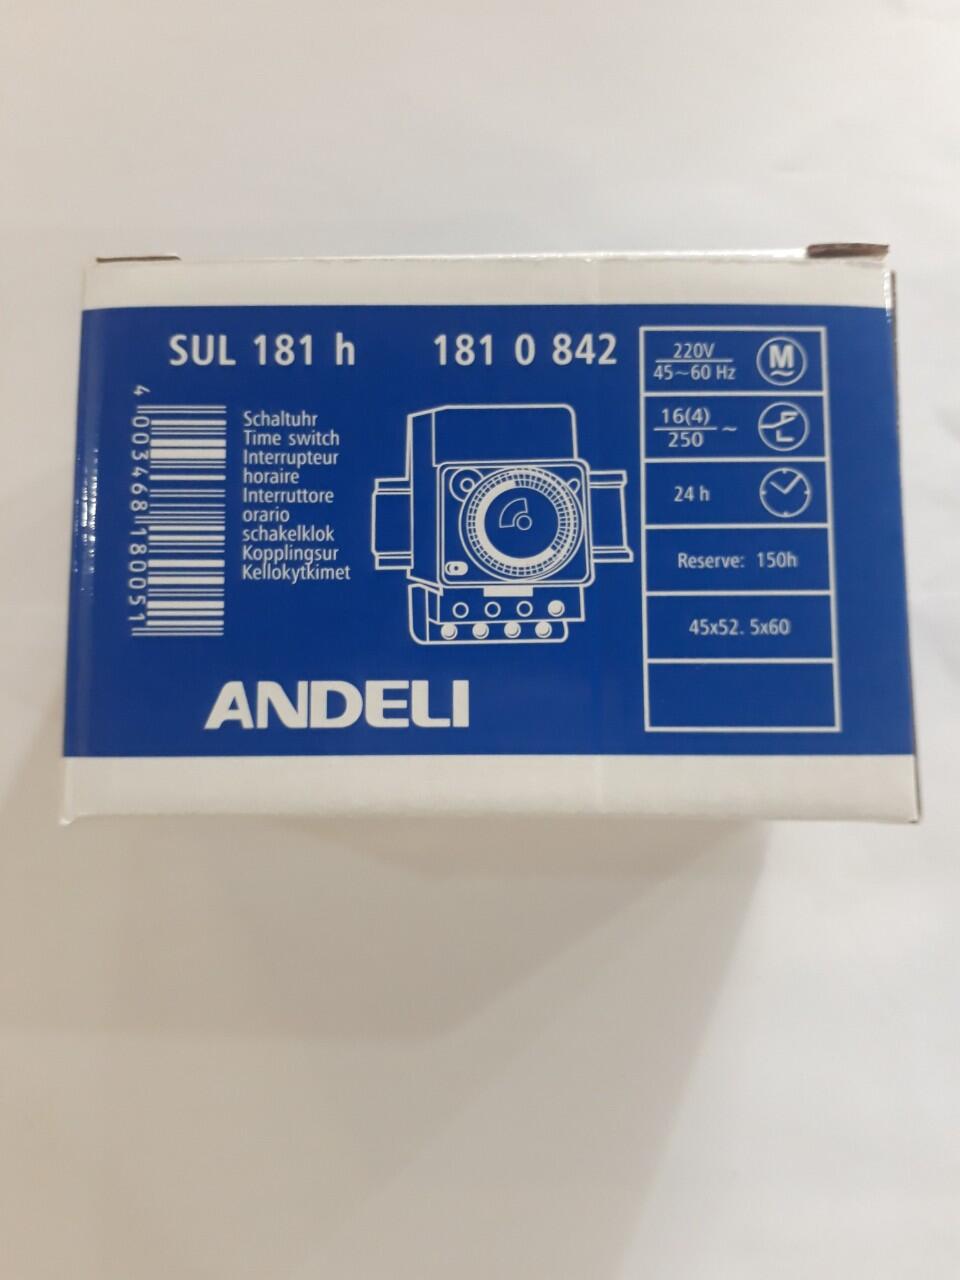 SUL 181 h 181 0 842
4 003468 180051
Schaltuhr
Time switch
Interrupteur
horaire
Interruttore
orario
schakelklok
Kopplingsur
Kellokytkimet
ANDELI
220V
45~60 Hz
M
16(4)
250 ~
24 h
Reserve: 150h
45x52. 5x60